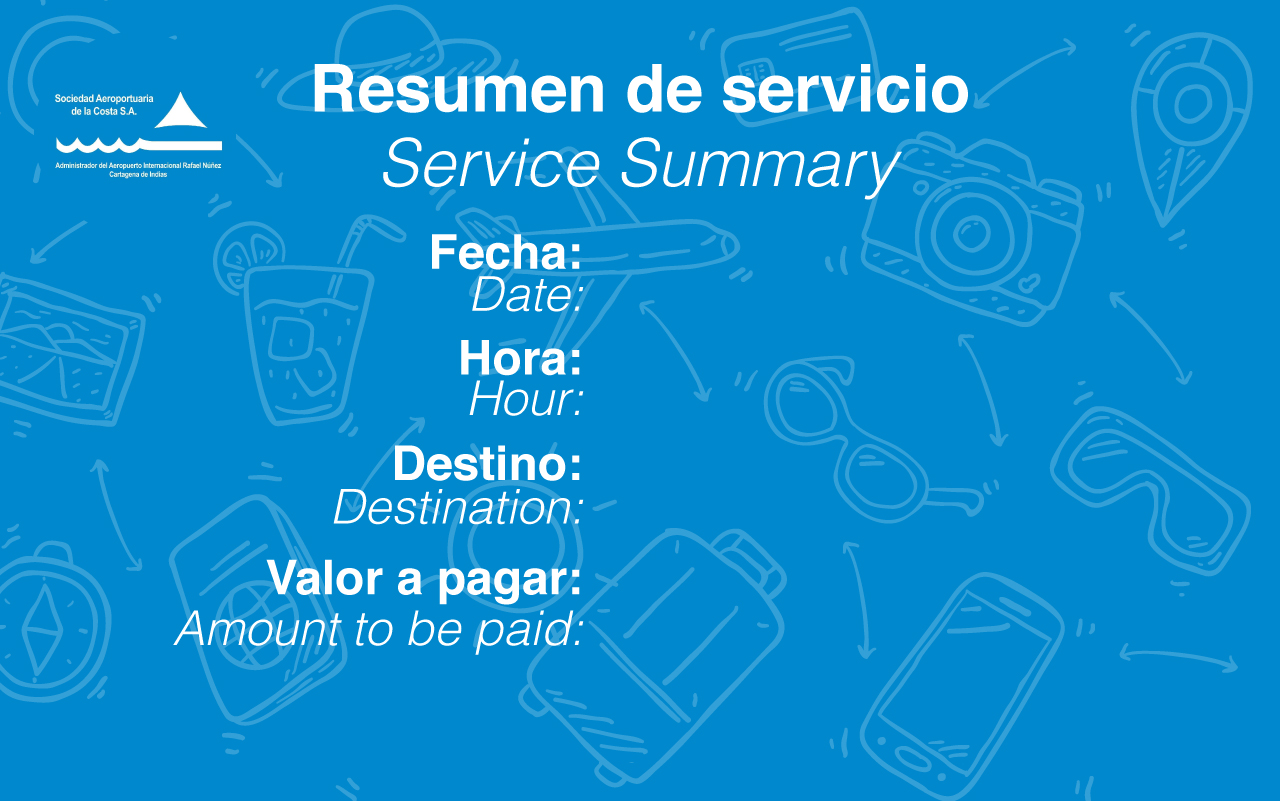 Sociedad Aeroportuaria
de la Costa S.A.
Administrador del Aeropuerto Internacional Rafael Núñez
Cartagena de Indias
Resumen de servicio
Service Summary
Fecha:
Date:
Hora:
Hour:
Destino:
Destination:
Valor a pagar:
Amount to be paid: